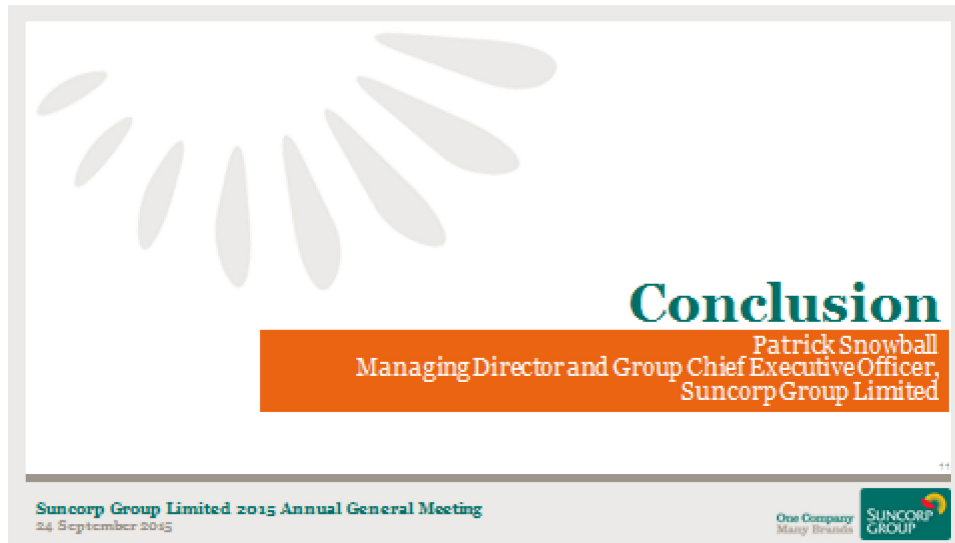 Conclusion
Patrick Snowball
Managing Director and Group Chief Executive Officer,
Suncorp Group Limited
11
Suncorp Group Limited 2015 Annual General Meeting
24 September 2015
One Company
Many Brands
SUNCORP
GROUP